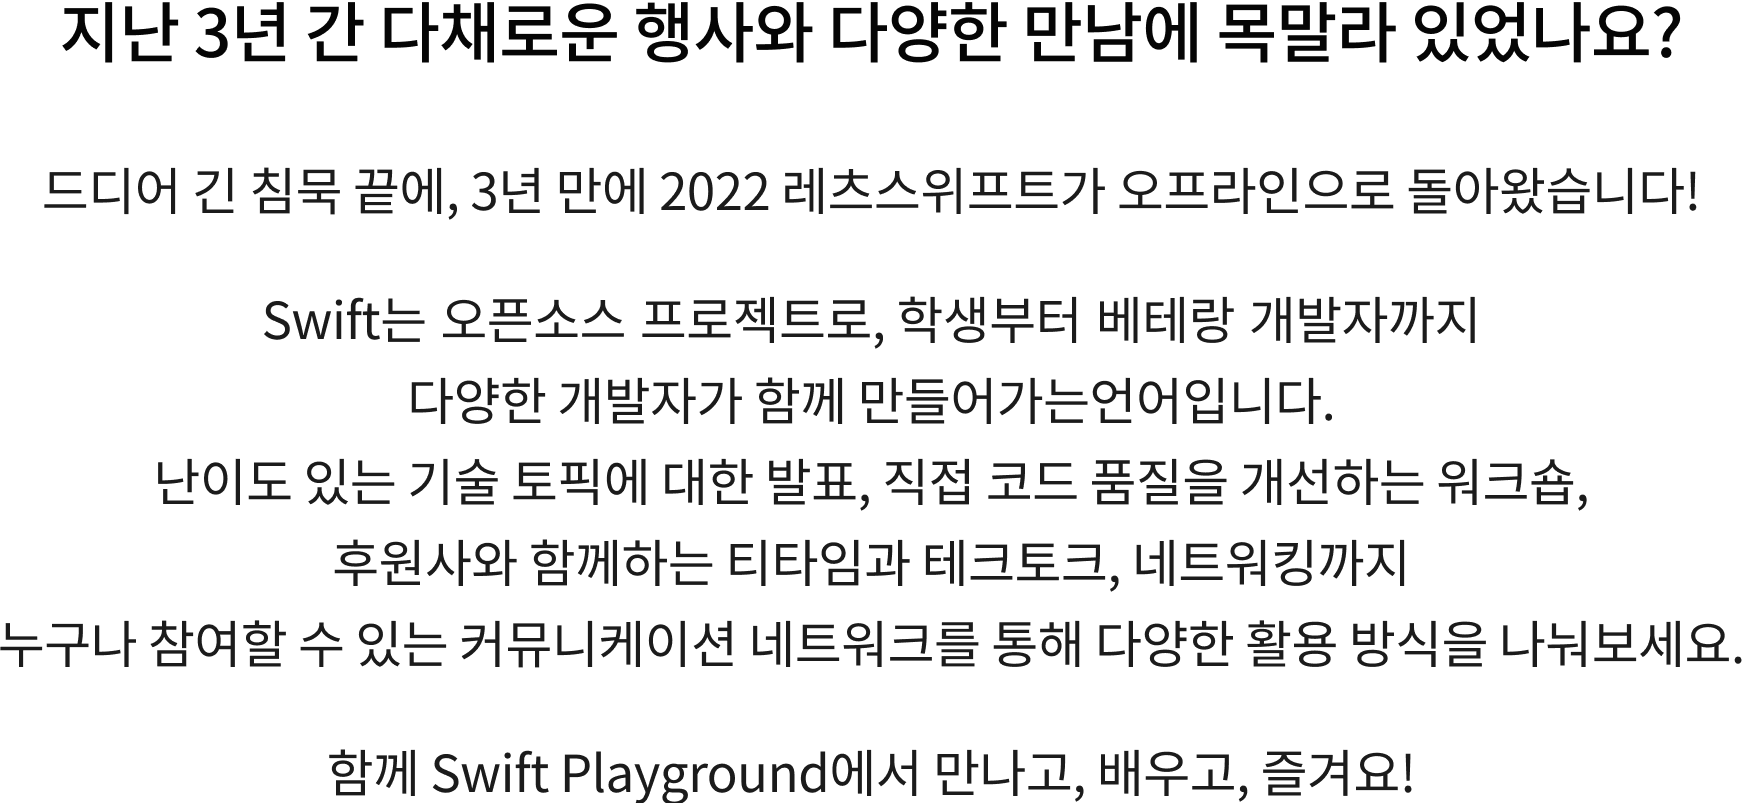 지난 3년 간 다채로운 행사와 다양한 만남에 목말라 있었나요?
드디어 긴 침묵 끝에, 3년 만에 2022 레츠스위프트가 오프라인으로 돌아왔습니다!
Swift는 오픈소스 프로젝트로, 학생부터 베테랑 개발자까지
다양한 개발자가 함께 만들어가는언어입니다.
난이도 있는 기술 토픽에 대한 발표, 직접 코드 품질을 개선하는 워크숍,
후원사와 함께하는 티타임과 테크토크, 네트워킹까지
누구나 참여할 수 있는 커뮤니케이션 네트워크를 통해 다양한 활용 방식을 나눠보세요.
함께 Swift Playground에서 만나고, 배우고, 즐겨요!